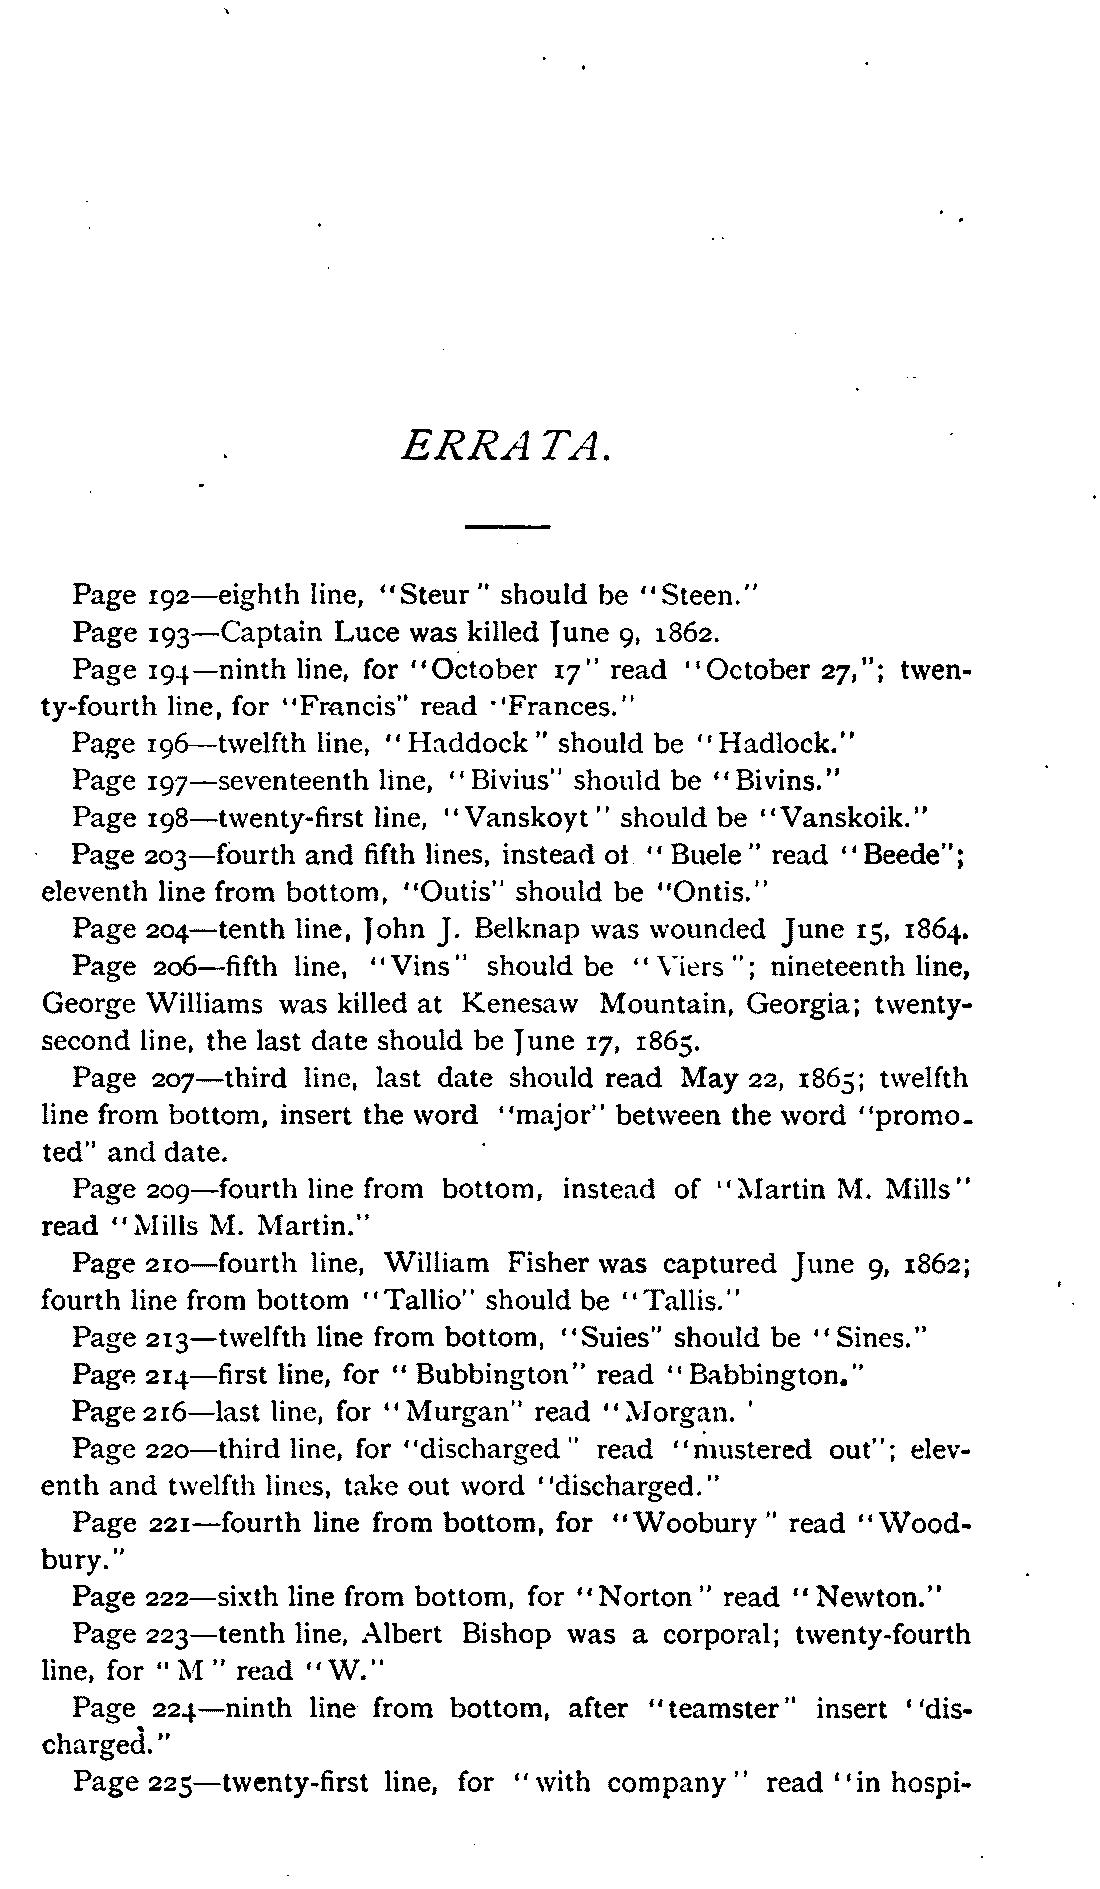 ERRATA.
Page 192—eighth line, "Steur" should be "Steen."
Page 193—Captain Luce was killed June 9, 1862.
Page 194—ninth line, for "October 17" read "October 27,"; twen-
ty-fourth line, for "Francis" read "Frances."
Page 196—twelfth line, "Haddock" should be "Hadlock."
Page 197—seventeenth line, "Bivius" should be "Bivins."
Page 198—twenty-first line, "Vanskoyt" should be "Vanskoik."
Page 203—fourth and fifth lines, instead of "Buele" read "Beede";
eleventh line from bottom, "Outis" should be "Ontis."
Page 204—tenth line, John J. Belknap was wounded June 15, 1864.
Page 206—fifth line, "Vins" should be "Viers"; nineteenth line,
George Williams was killed at Kenesaw Mountain, Georgia; twenty-
second line, the last date should be June 17, 1865.
Page 207—third line, last date should read May 22, 1865; twelfth
line from bottom, insert the word "major" between the word "promo-
ted" and date.
Page 209—fourth line from bottom, instead of "Martin M. Mills"
read "Mills M. Martin."
Page 210—fourth line, William Fisher was captured June 9, 1862;
fourth line from bottom "Tallio" should be "Tallis."
Page 213—twelfth line from bottom, "Suies" should be "Sines."
Page 214—first line, for "Bubbington" read "Babbington."
Page 216—last line, for "Murgan" read "Morgan. '
Page 220—third line, for "discharged" read "mustered out"; elev-
enth and twelfth lines, take out word "discharged."
Page 221—fourth line from bottom, for "Woobury" read "Wood-
bury."
Page 222—sixth line from bottom, for "Norton" read "Newton."
Page 223—tenth line, Albert Bishop was a corporal; twenty-fourth
line, for "M" read "W."
Page 224—ninth line from bottom, after "teamster" insert "dis-
charged."
Page 225—twenty-first line, for "with company" read "in hospi-